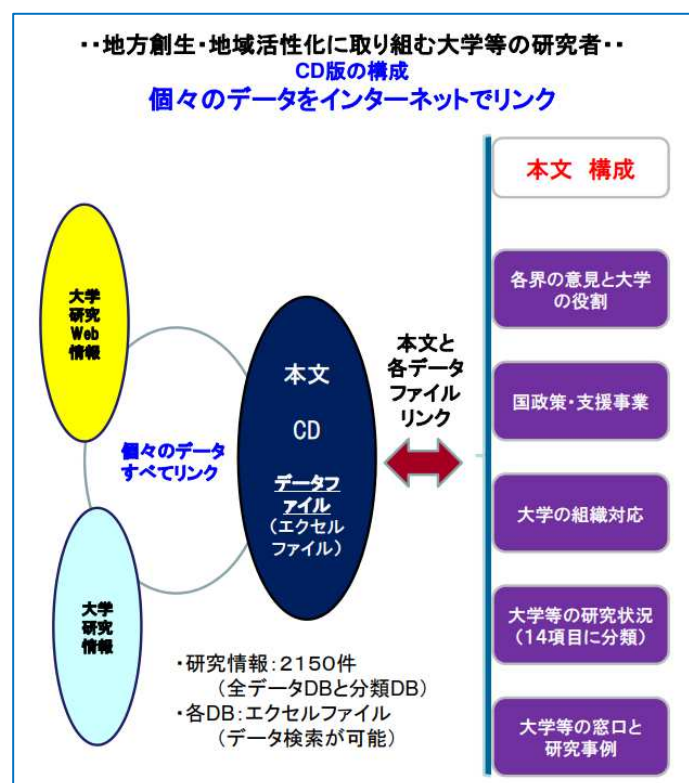 ･･地方創生・地域活性化に取り組む大学等の研究者･･
CD版の構成
個々のデータをインターネットでリンク
大学
研究
Web
情報
個々のデータ
すべてリンク
大学
研究
情報
本文
CD
データフ
ァイル
（エクセル
ファイル）
本文と
各データ
ファイル
リンク
本文 構成
各界の意見と大学
の役割
国政策・支援事業
大学の組織対応
大学等の研究状況
（14項目に分類）
大学等の窓口と
研究事例
・研究情報：２１５０件
（全データDBと分類DB）
・各DB：エクセルファイル
（データ検索が可能）